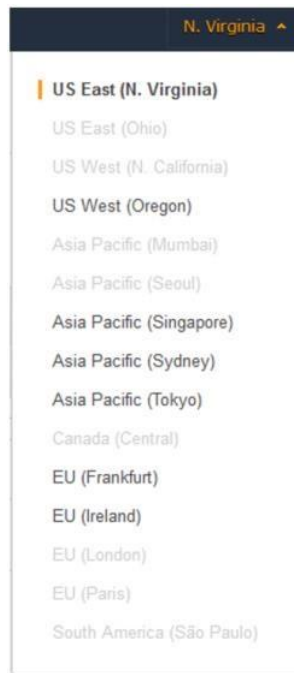 N. Virginia
US East (N. Virginia)
US East (Ohio)
US West (N. California)
US West (Oregon)
Asia Pacific (Mumbai)
Asia Pacific (Seoul)
Asia Pacific (Singapore)
Asia Pacific (Sydney)
Asia Pacific (Tokyo)
Canada (Central)
EU (Frankfurt)
EU (Ireland)
EU (London)
EU (Paris)
South America (São Paulo)